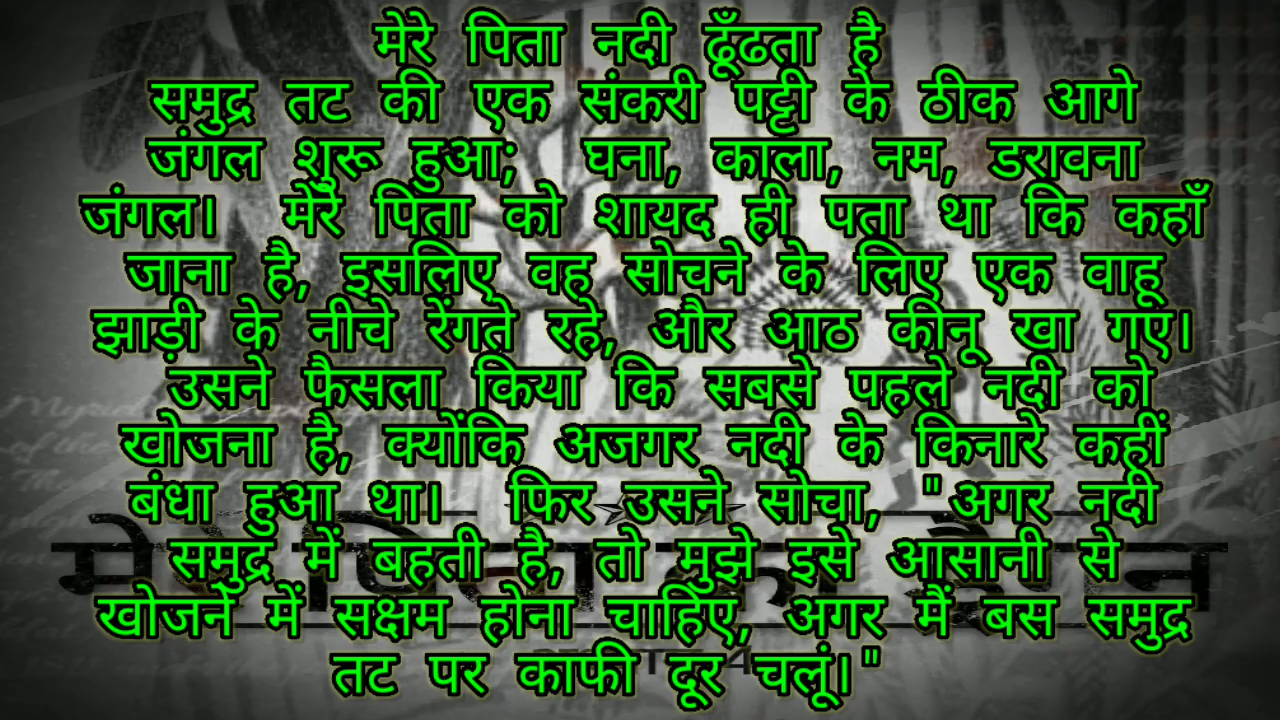 मेरे पिता नदी ढूँढता है
समुद्र तट की एक संकरी पट्टी के ठीक आगे
जंगल शुरू हुआ; घना, काला, नम, डरावना
जंगल। मेरे पिता को शायद ही पता था कि कहाँ
जाना है, इसलिए वह सोचने के लिए एक वाहू
झाड़ी के नीचे रेंगते रहे, और आठ कीनू खा गए।
उसने फैसला किया कि सबसे पहले नदी को
खोजना है, क्योंकि अजगर नदी के किनारे कहीं
बंधा हुआ था। फिर उसने सोचा, "अगर नदी
समुद्र में बहती है, तो मुझे इसे आसानी से
खोजने में सक्षम होना चाहिए, अगर मैं बस समुद्र
तट पर काफी दूर चलूं।"